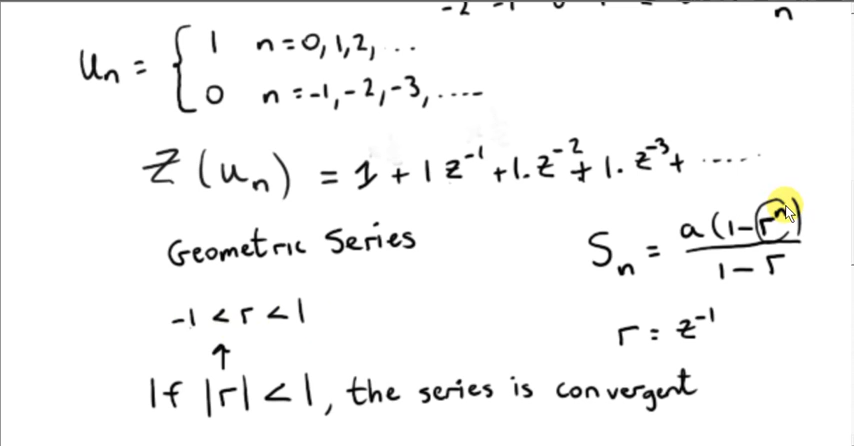 n
uₙ = { 1 n = 0, 1, 2, ...
0 n = -1, -2, -3, .....
Z(uₙ) = 1 + 1 z⁻¹ + 1. z⁻² + 1. z⁻³ + .....
Geometric Series
Sₙ = a(1-rⁿ) / 1-r
-1 < r < 1
r = z⁻¹
↑
If |r| < 1, the series is convergent